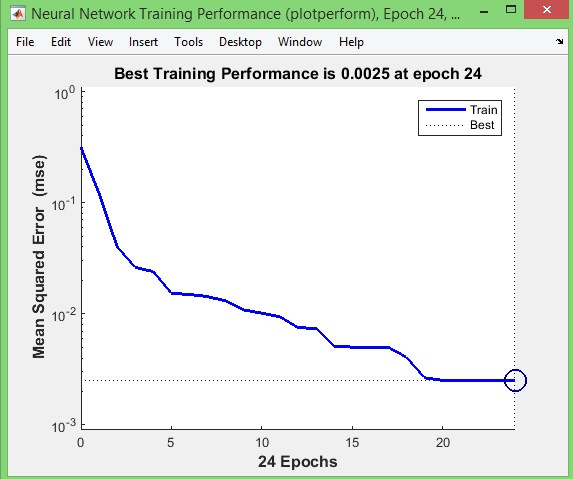 Neural Network Training Performance (plotperform), Epoch 24, ...
File Edit View Insert Tools Desktop Window Help
Best Training Performance is 0.0025 at epoch 24
Train
Best
Mean Squared Error (mse)
10^0
10^-1
10^-2
10^-3
0 5 10 15 20
24 Epochs